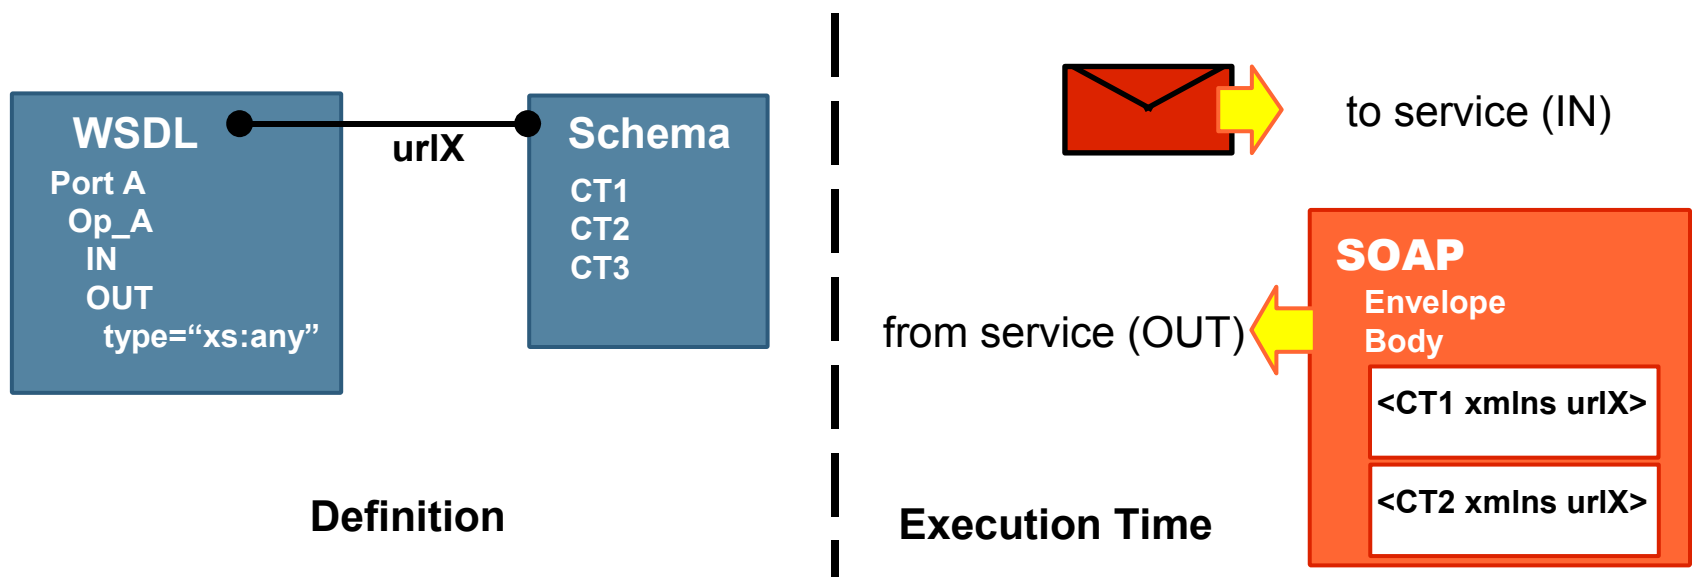 WSDL
Port A
Op_A
IN
OUT
type=“xs:any”
urlX
Schema
CT1
CT2
CT3
Definition
to service (IN)
from service (OUT)
SOAP
Envelope
Body
<CT1 xmlns urlX>
<CT2 xmlns urlX>
Execution Time